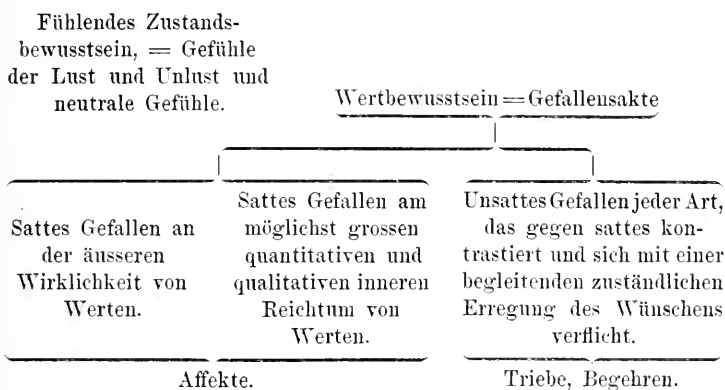 Fühlendes Zustands-
bewusstsein, = Gefühle
der Lust und Unlust und
neutrale Gefühle.
Wertbewusstsein = Gefallensakte
Sattes Gefallen an
der äusseren
Wirklichkeit von
Werten.
Sattes Gefallen am
möglichst grossen
quantitativen und
qualitativen inneren
Reichtum von
Werten.
Unsattes Gefallen jeder Art,
das gegen sattes kon-
trastiert und sich mit einer
begleitenden zuständlichen
Erregung des Wünschens
verflicht.
Affekte.
Triebe, Begehren.